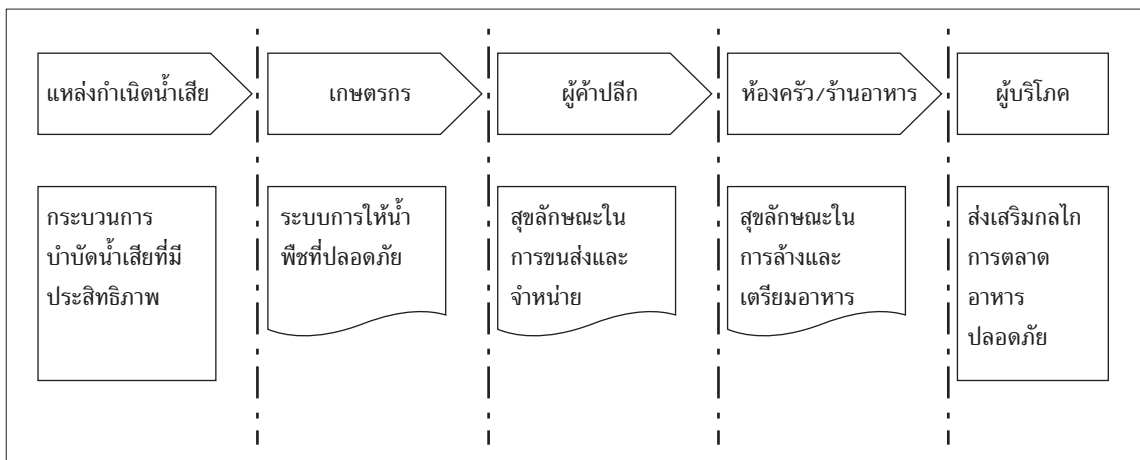 แหล่งกำเนิดน้ำเสีย
เกษตรกร
ผู้ค้าปลีก
ห้องครัว/ร้านอาหาร
ผู้บริโภค
กระบวนการ
บำบัดน้ำเสียที่มี
ประสิทธิภาพ
ระบบการให้น้ำ
พืชที่ปลอดภัย
สุขลักษณะใน
การขนส่งและ
จำหน่าย
สุขลักษณะใน
การล้างและ
เตรียมอาหาร
ส่งเสริมกลไก
การตลาด
อาหาร
ปลอดภัย